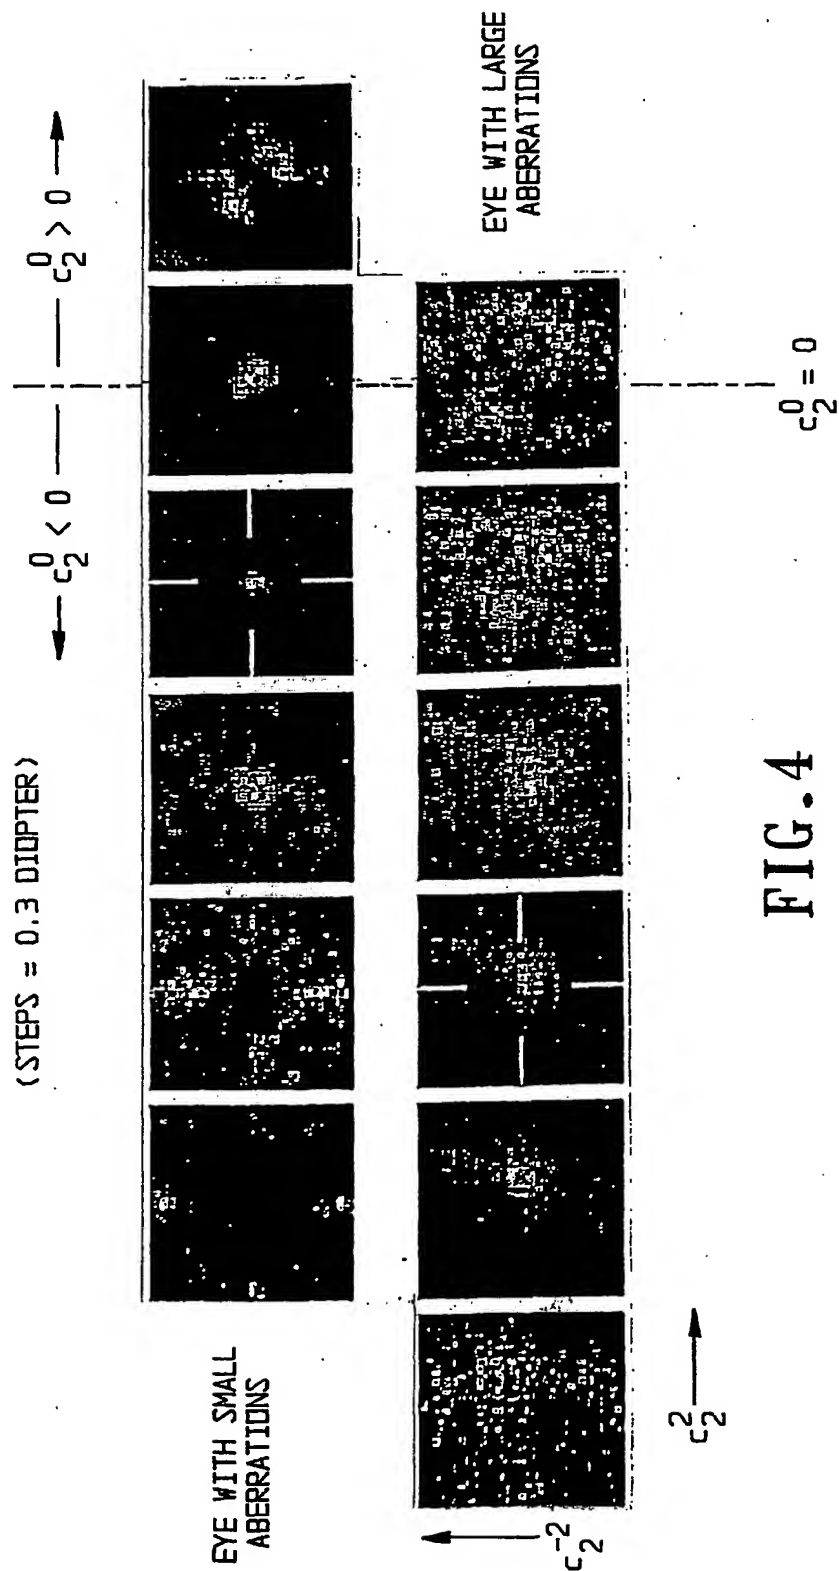 (STEPS = 0.3 DIOPTER)
← c₂⁰ < 0 — — c₂⁰ > 0 →
EYE WITH SMALL
ABERRATIONS
EYE WITH LARGE
ABERRATIONS
c₂⁰ = 0
c₂⁻²
c₂²
FIG.4